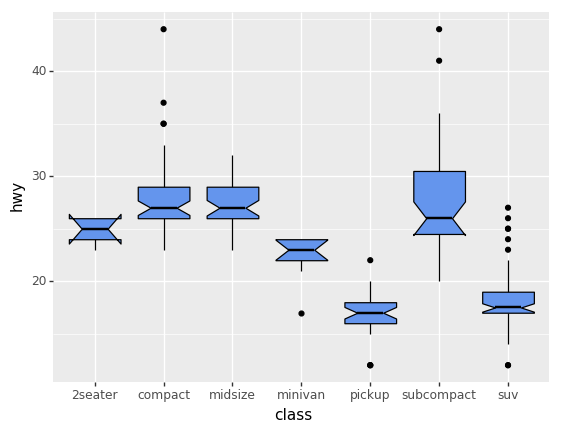 hwy
40
30
20
2seater compact midsize minivan pickup subcompact suv
class